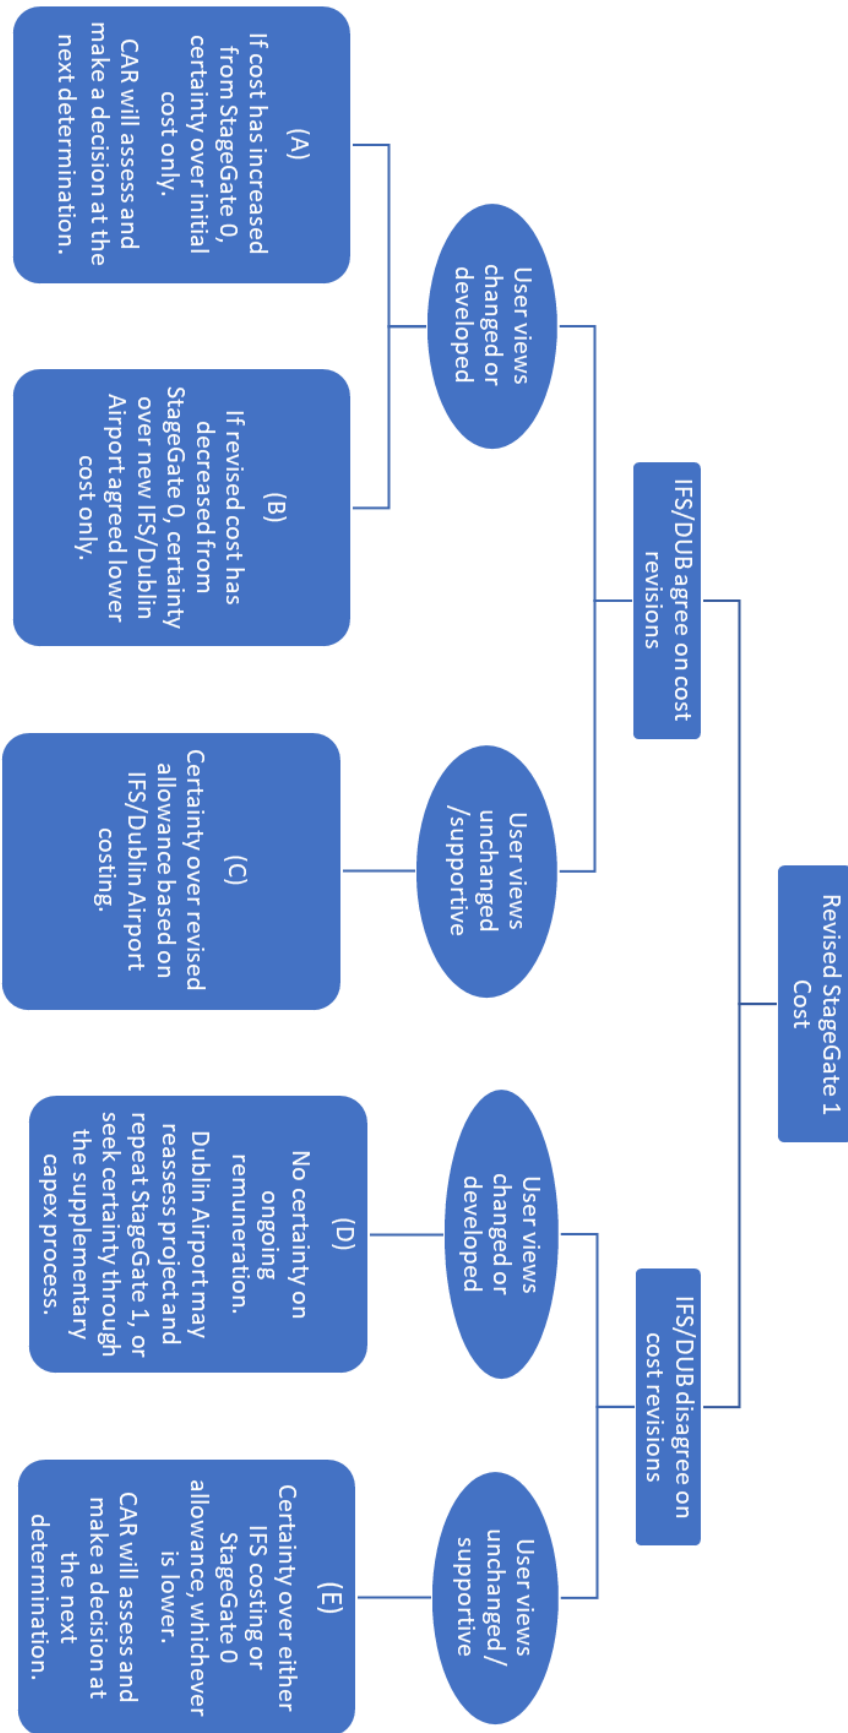 Revised StageGate 1
Cost
IFS/DUB agree on cost
revisions
IFS/DUB disagree on
cost revisions
User views
changed or
developed
User views
unchanged
/supportive
User views
changed or
developed
User views
unchanged /
supportive
(A)
If cost has increased
from StageGate 0,
certainty over initial
cost only.
CAR will assess and
make a decision at the
next determination.
(B)
If revised cost has
decreased from
StageGate 0, certainty
over new IFS/Dublin
Airport agreed lower
cost only.
(C)
Certainty over revised
allowance based on
IFS/Dublin Airport
costing.
(D)
No certainty on
ongoing
remuneration.
Dublin Airport may
reassess project and
repeat StageGate 1, or
seek certainty through
the supplementary
capex process.
(E)
Certainty over either
IFS costing or
StageGate 0
allowance, whichever
is lower.
CAR will assess and
make a decision at
the next
determination.